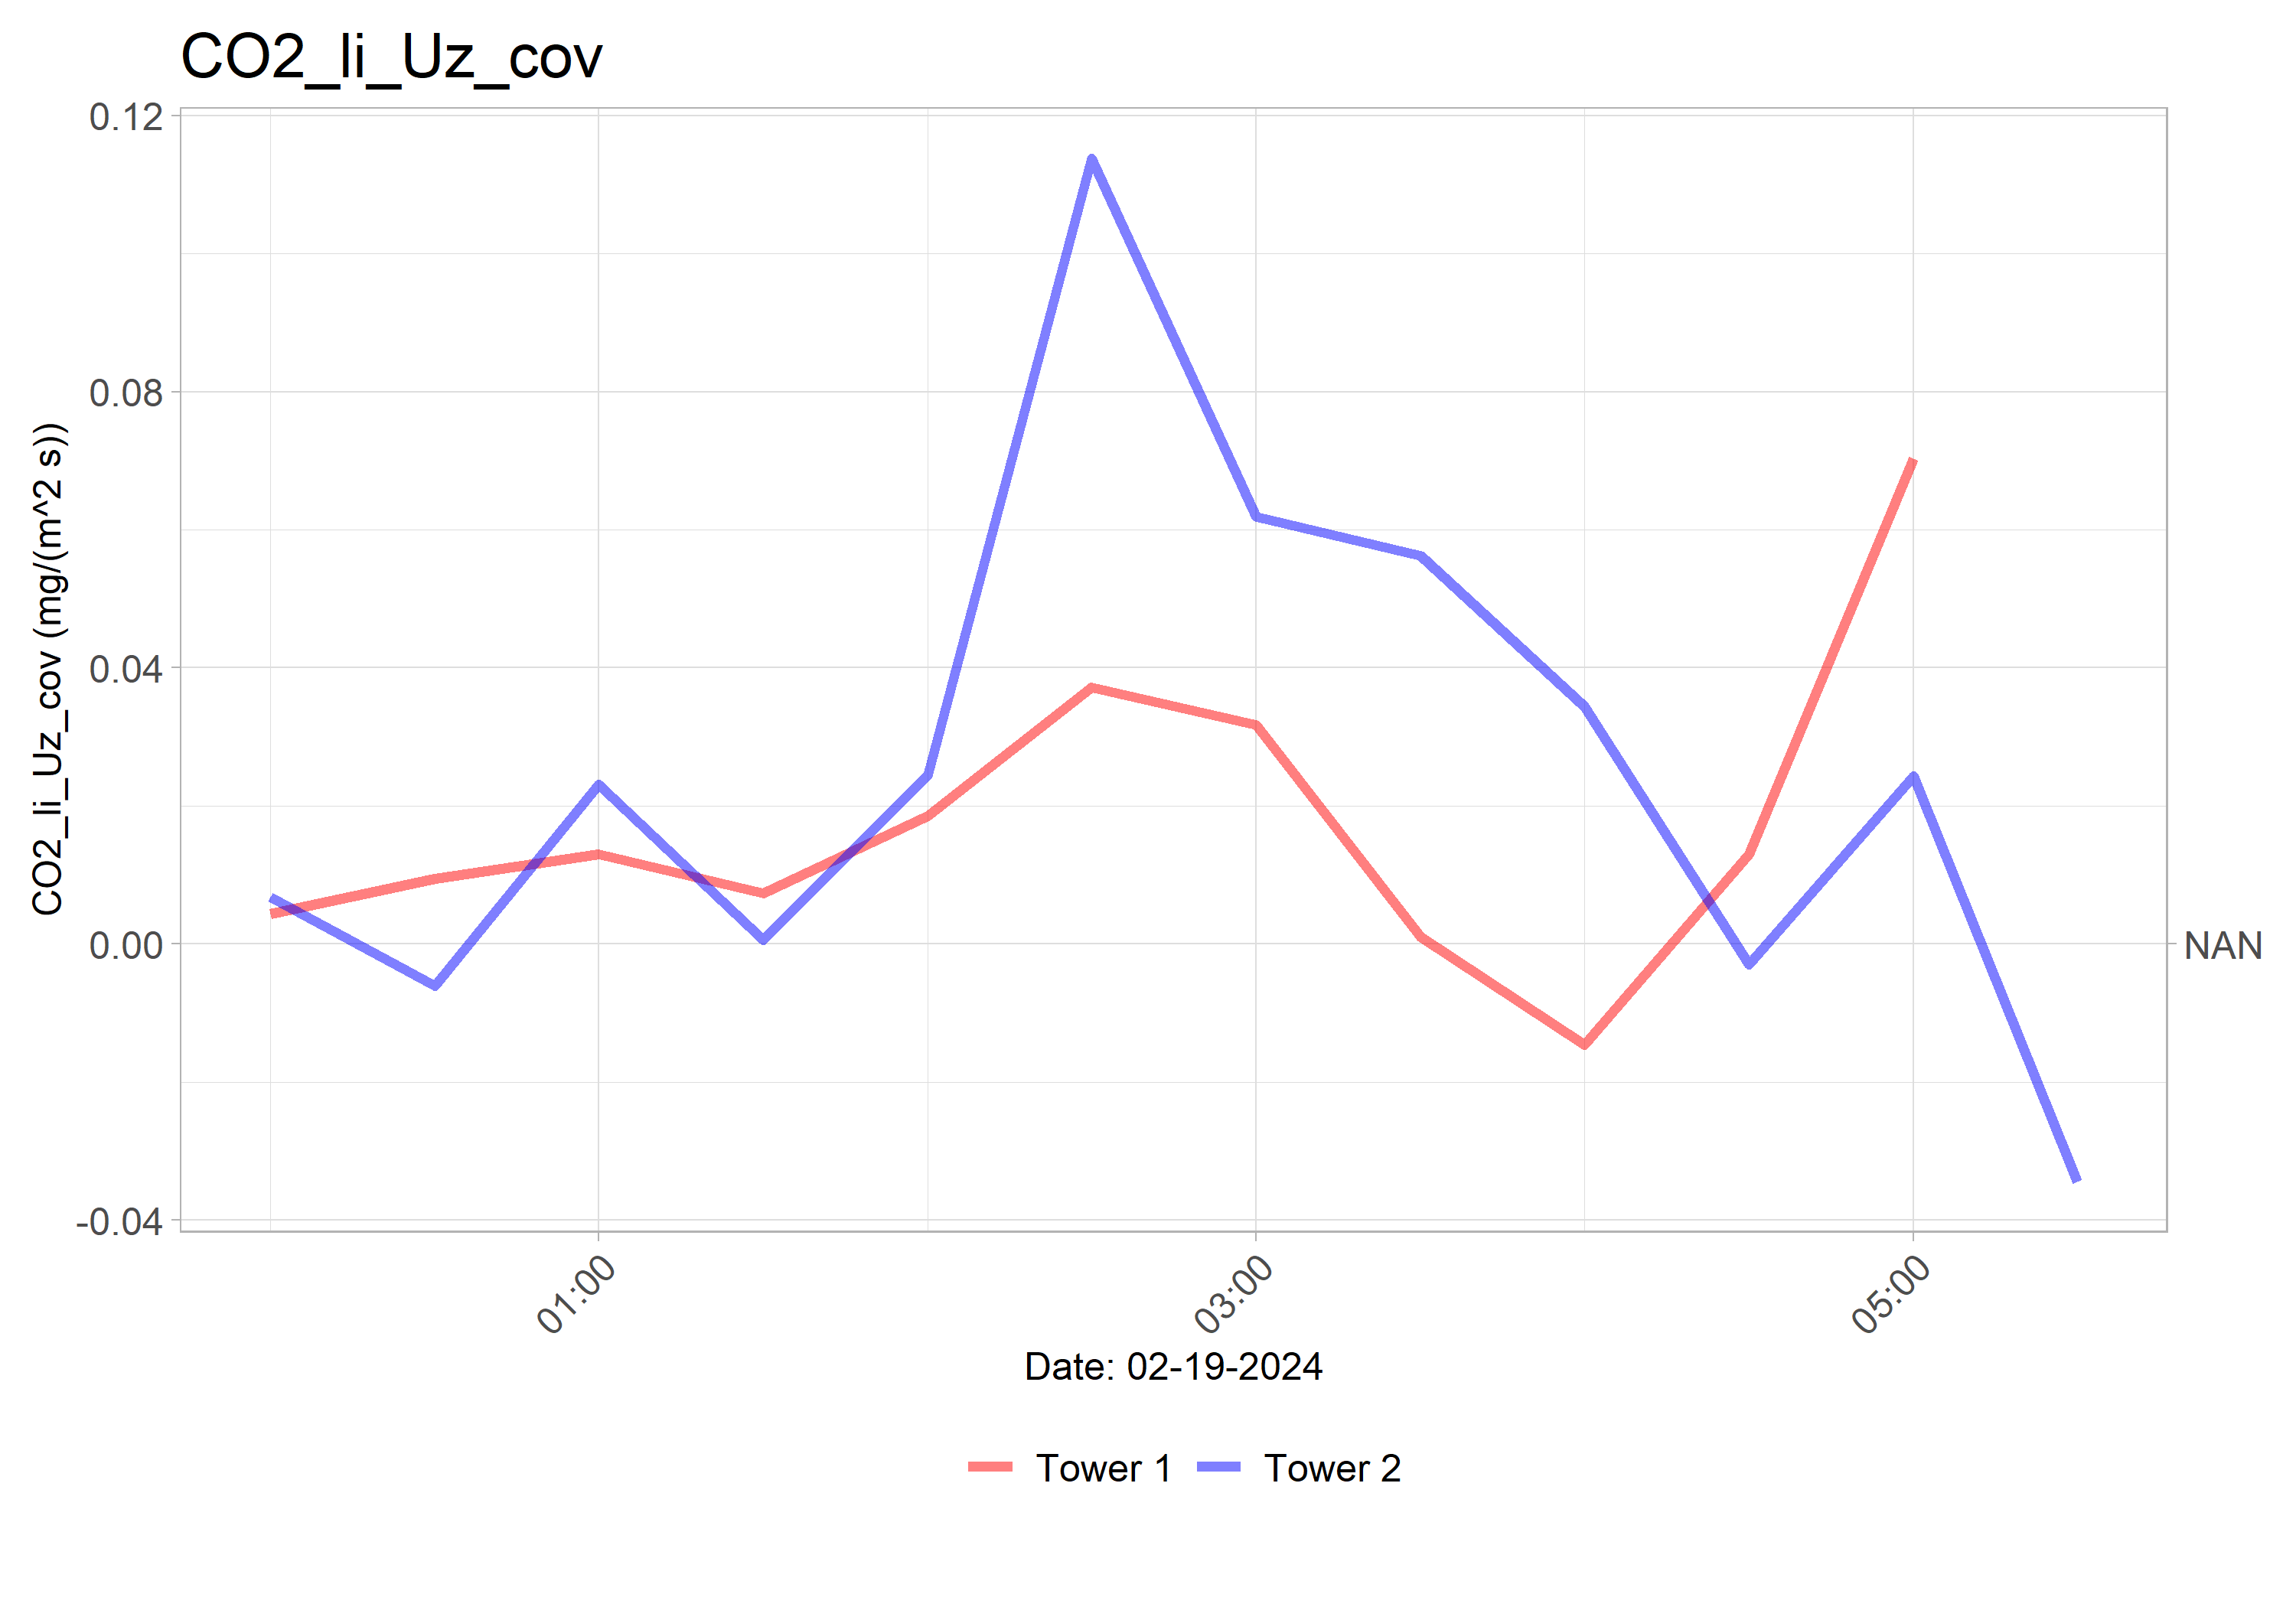 CO2_li_Uz_cov
CO2_li_Uz_cov (mg/(m^2 s))
0.12
0.08
0.04
0.00
-0.04
NAN
01:00
03:00
05:00
Date: 02-19-2024
Tower 1
Tower 2